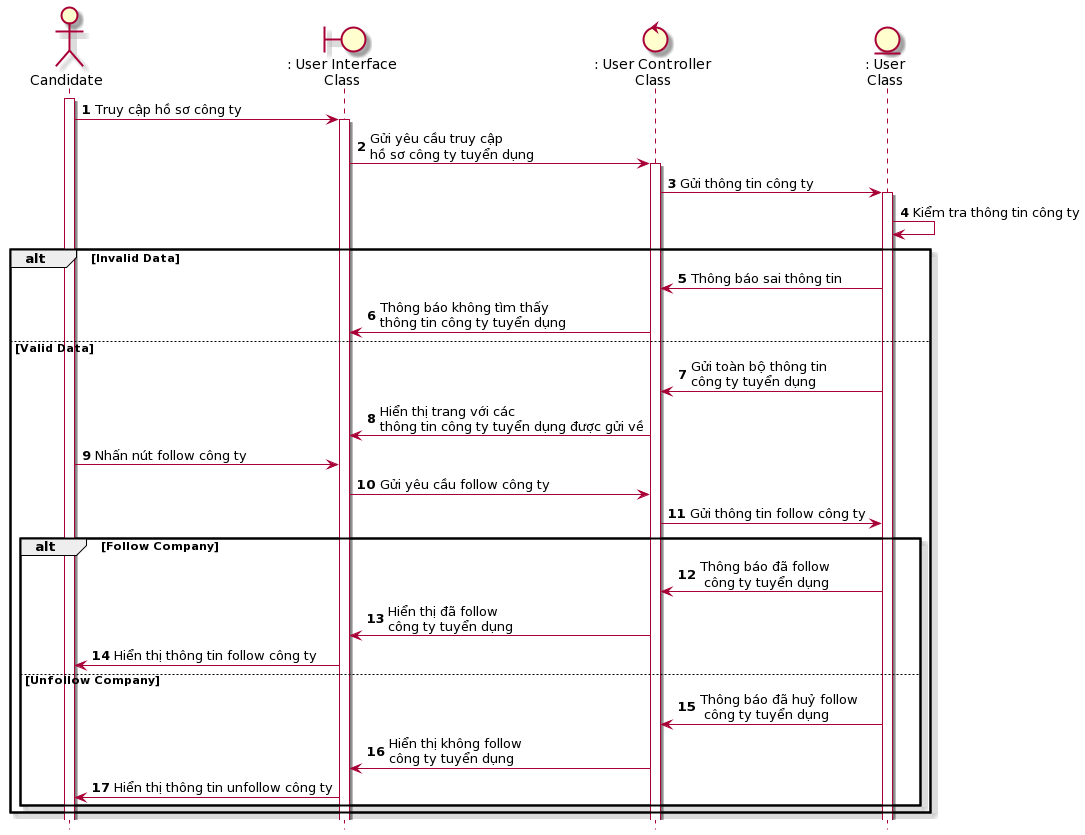 Candidate
: User Interface
Class
: User Controller
Class
: User
Class
1 Truy cập hồ sơ công ty
2 Gửi yêu cầu truy cập
hồ sơ công ty tuyển dụng
3 Gửi thông tin công ty
4 Kiểm tra thông tin công ty
alt [Invalid Data]
5 Thông báo sai thông tin
6 Thông báo không tìm thấy
thông tin công ty tuyển dụng
[Valid Data]
7 Gửi toàn bộ thông tin
công ty tuyển dụng
8 Hiển thị trang với các
thông tin công ty tuyển dụng được gửi về
9 Nhấn nút follow công ty
10 Gửi yêu cầu follow công ty
11 Gửi thông tin follow công ty
alt [Follow Company]
12 Thông báo đã follow
công ty tuyển dụng
13 Hiển thị đã follow
công ty tuyển dụng
14 Hiển thị thông tin follow công ty
[Unfollow Company]
15 Thông báo đã huỷ follow
công ty tuyển dụng
16 Hiển thị không follow
công ty tuyển dụng
17 Hiển thị thông tin unfollow công ty